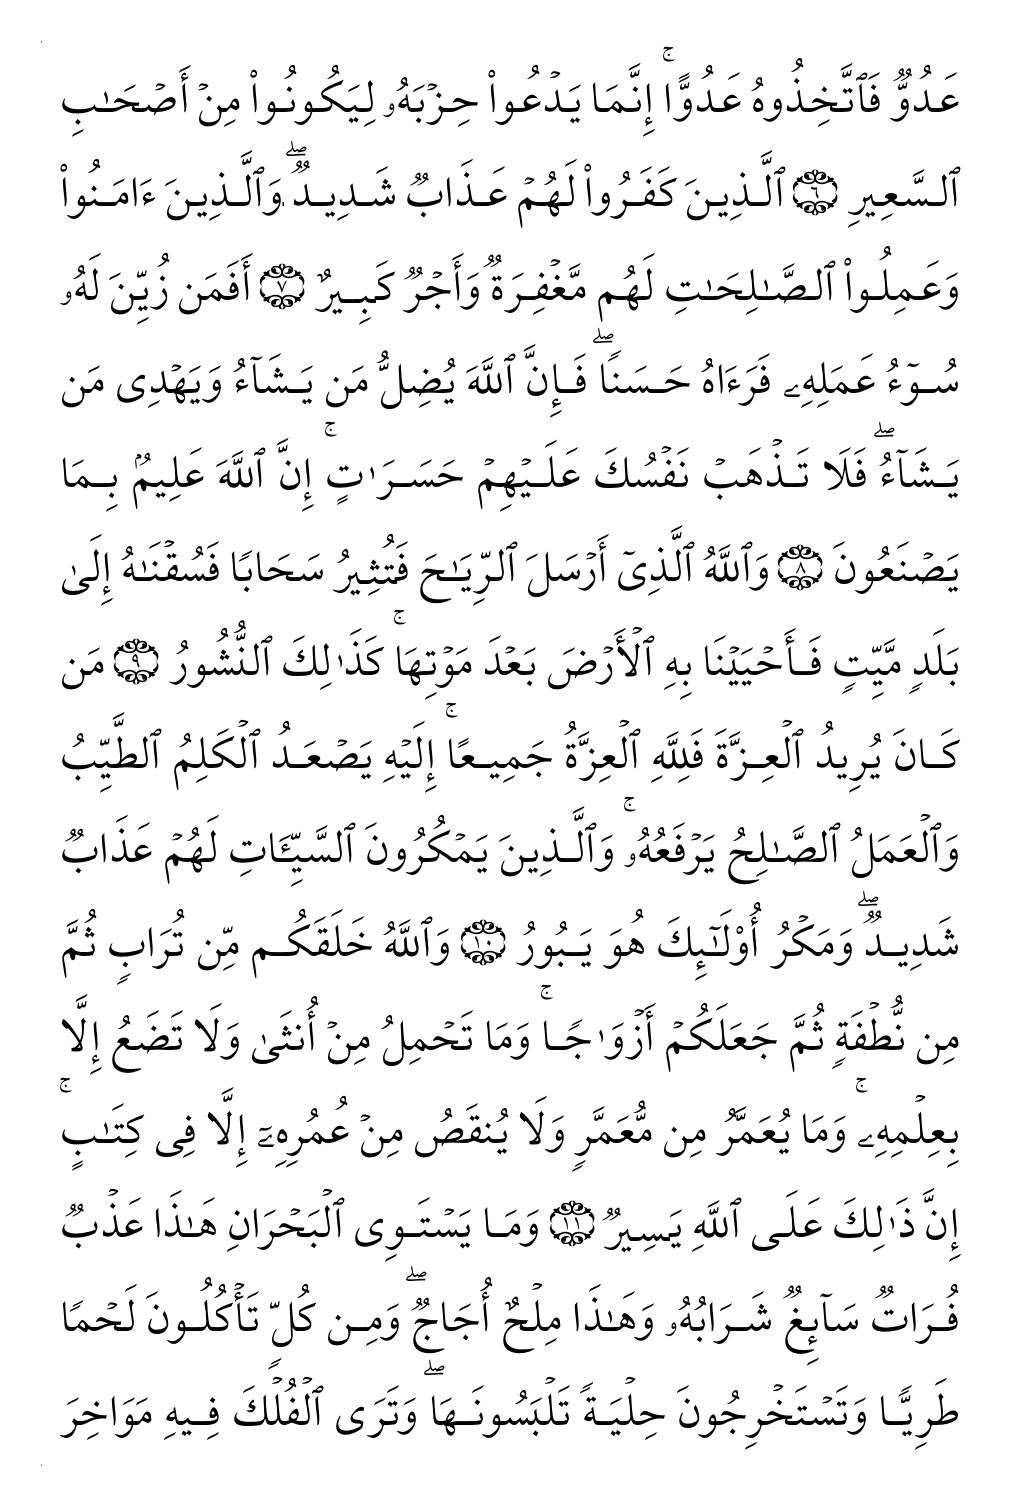 عَدُوٌّ فَٱتَّخِذُوهُ عَدُوًّاۚ إِنَّمَا يَدۡعُواْ حِزۡبَهُۥ لِيَكُونُواْ مِنۡ أَصۡحَٰبِ
ٱلسَّعِيرِ ۝٦ ٱلَّذِينَ كَفَرُواْ لَهُمۡ عَذَابٞ شَدِيدٞۖ وَٱلَّذِينَ ءَامَنُواْ
وَعَمِلُواْ ٱلصَّٰلِحَٰتِ لَهُم مَّغۡفِرَةٞ وَأَجۡرٞ كَبِيرٌ ۝٧ أَفَمَن زُيِّنَ لَهُۥ
سُوٓءُ عَمَلِهِۦ فَرَءَاهُ حَسَنٗاۖ فَإِنَّ ٱللَّهَ يُضِلُّ مَن يَشَآءُ وَيَهۡدِي مَن
يَشَآءُۖ فَلَا تَذۡهَبۡ نَفۡسُكَ عَلَيۡهِمۡ حَسَرَٰتٍۚ إِنَّ ٱللَّهَ عَلِيمُۢ بِمَا
يَصۡنَعُونَ ۝٨ وَٱللَّهُ ٱلَّذِيٓ أَرۡسَلَ ٱلرِّيَٰحَ فَتُثِيرُ سَحَابٗا فَسُقۡنَٰهُ إِلَىٰ
بَلَدٖ مَّيِّتٖ فَأَحۡيَيۡنَا بِهِ ٱلۡأَرۡضَ بَعۡدَ مَوۡتِهَاۚ كَذَٰلِكَ ٱلنُّشُورُ ۝٩ مَن
كَانَ يُرِيدُ ٱلۡعِزَّةَ فَلِلَّهِ ٱلۡعِزَّةُ جَمِيعًاۚ إِلَيۡهِ يَصۡعَدُ ٱلۡكَلِمُ ٱلطَّيِّبُ
وَٱلۡعَمَلُ ٱلصَّٰلِحُ يَرۡفَعُهُۥۚ وَٱلَّذِينَ يَمۡكُرُونَ ٱلسَّيِّـَٔاتِ لَهُمۡ عَذَابٞ
شَدِيدٞۖ وَمَكۡرُ أُوْلَٰٓئِكَ هُوَ يَبُورُ ۝١٠ وَٱللَّهُ خَلَقَكُم مِّن تُرَابٖ ثُمَّ
مِن نُّطۡفَةٖ ثُمَّ جَعَلَكُمۡ أَزۡوَٰجٗاۚ وَمَا تَحۡمِلُ مِنۡ أُنثَىٰ وَلَا تَضَعُ إِلَّا
بِعِلۡمِهِۦۚ وَمَا يُعَمَّرُ مِن مُّعَمَّرٖ وَلَا يُنقَصُ مِنۡ عُمُرِهِۦٓ إِلَّا فِي كِتَٰبٍۚ
إِنَّ ذَٰلِكَ عَلَى ٱللَّهِ يَسِيرٞ ۝١١ وَمَا يَسۡتَوِي ٱلۡبَحۡرَانِ هَٰذَا عَذۡبٞ
فُرَاتٞ سَآئِغٞ شَرَابُهُۥ وَهَٰذَا مِلۡحٌ أُجَاجٞۖ وَمِن كُلّٖ تَأۡكُلُونَ لَحۡمٗا
طَرِيّٗا وَتَسۡتَخۡرِجُونَ حِلۡيَةٗ تَلۡبَسُونَهَاۖ وَتَرَى ٱلۡفُلۡكَ فِيهِ مَوَاخِرَ